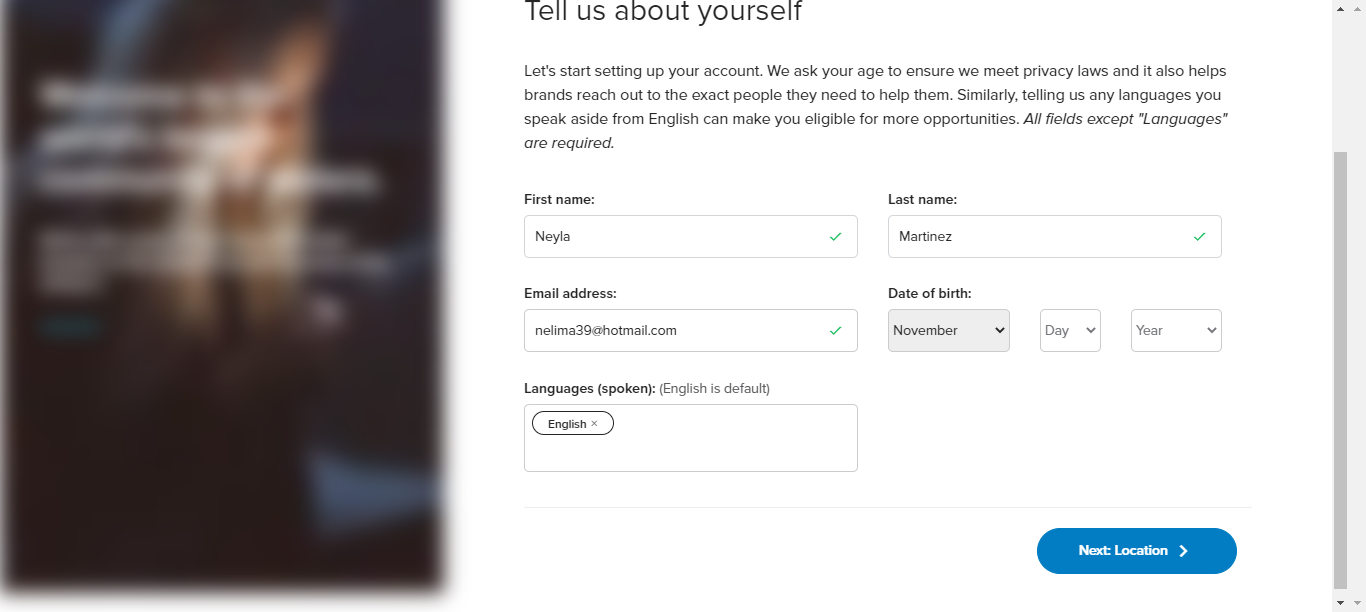 Tell us about yourself
Let's start setting up your account. We ask your age to ensure we meet privacy laws and it also helps
brands reach out to the exact people they need to help them. Similarly, telling us any languages you
speak aside from English can make you eligible for more opportunities. All fields except "Languages"
are required.
First name:
Last name:
Neyla
Martinez
Email address:
Date of birth:
nelima39@hotmail.com
November
Day
Year
Languages (spoken): (English is default)
English ×
Next: Location